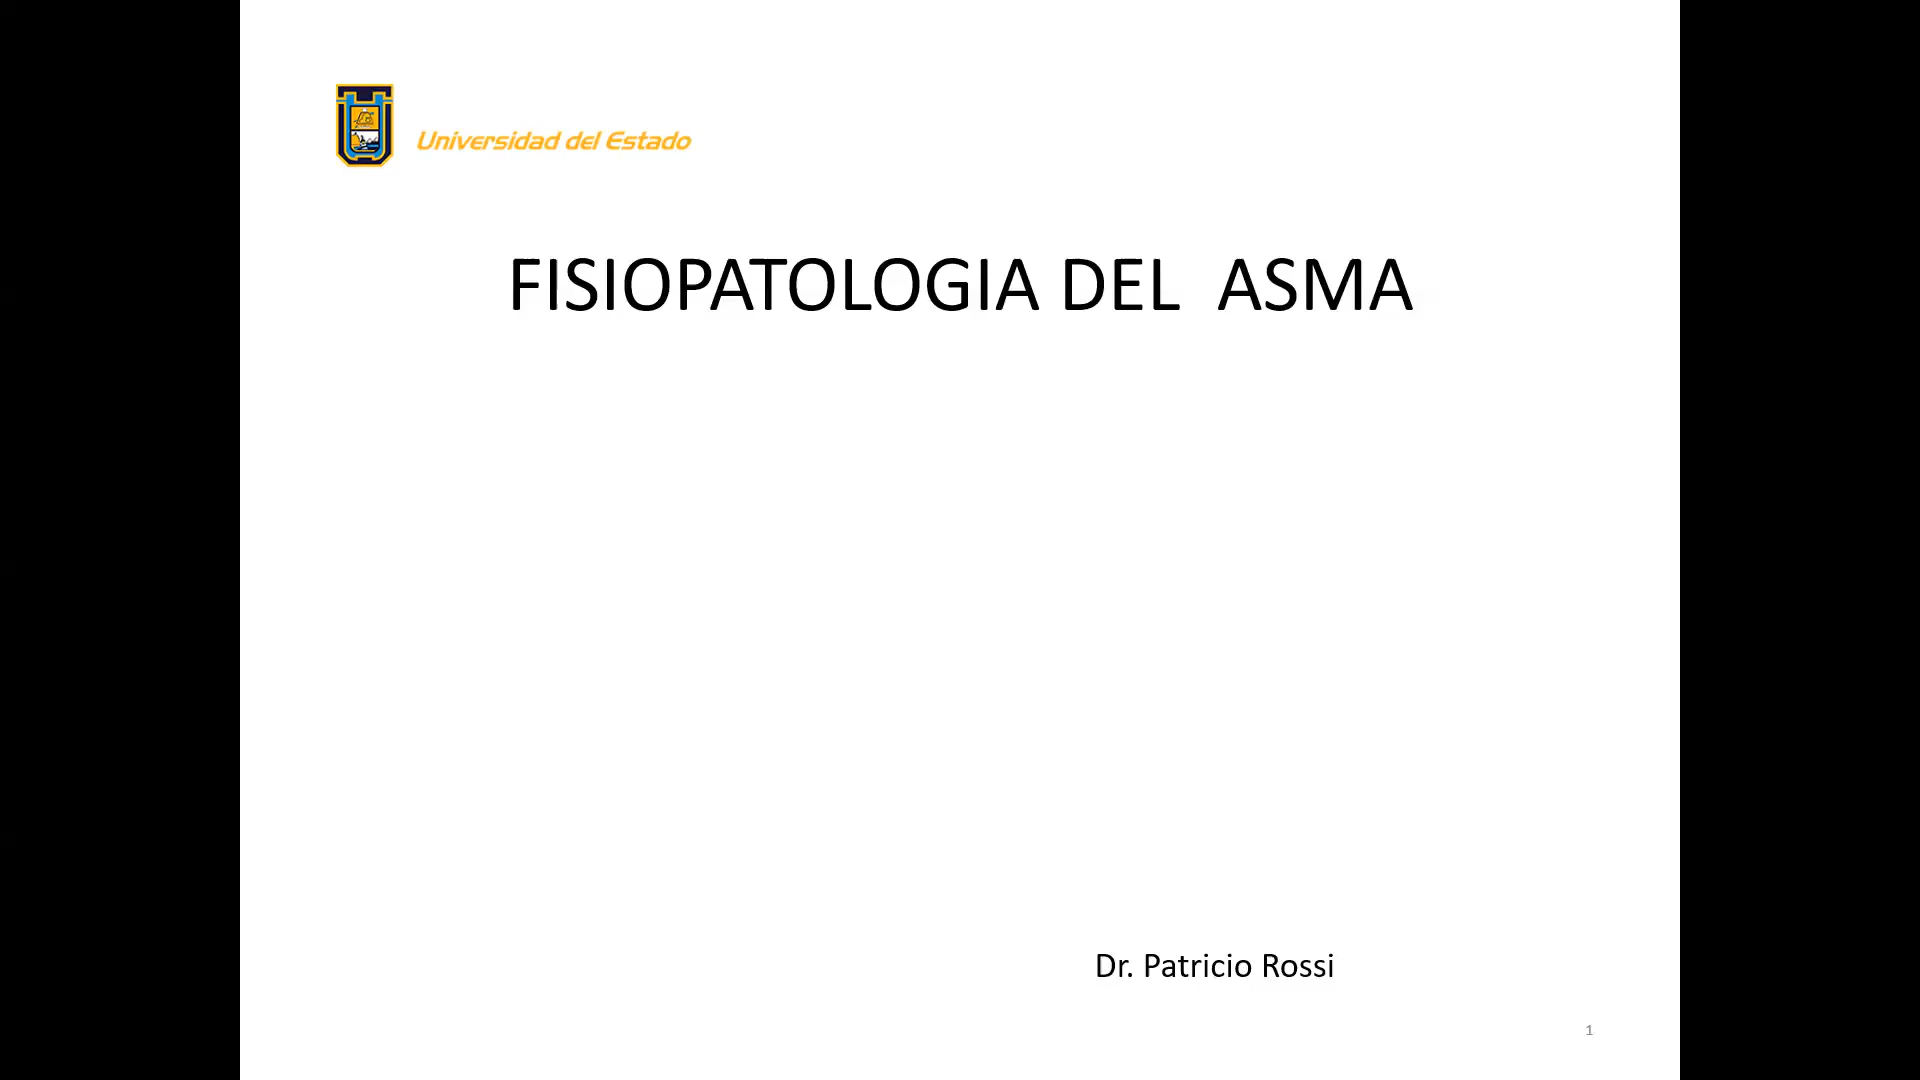 Universidad del Estado
FISIOPATOLOGIA DEL  ASMA
Dr. Patricio Rossi
1